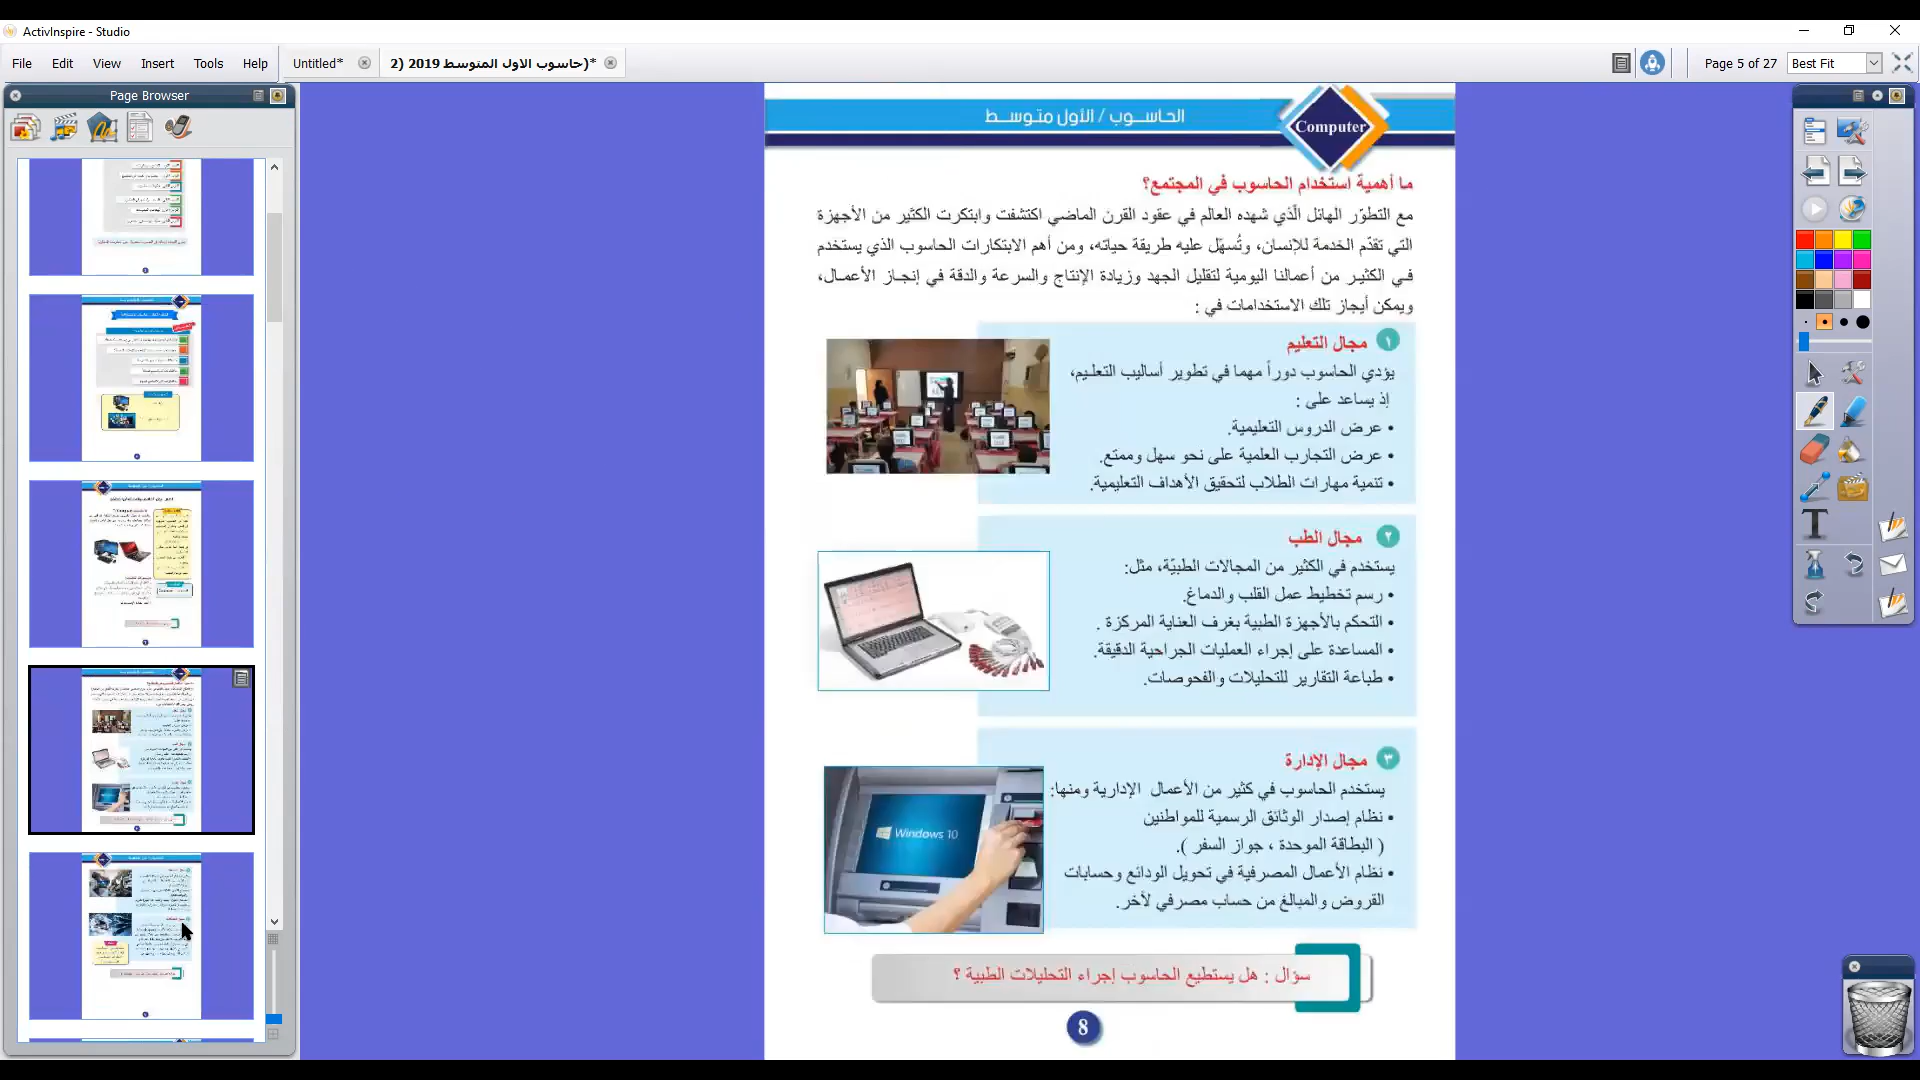 ActivInspire - Studio
File Edit View Insert Tools Help
Untitled*
2) حاسوب الاول المتوسط 2019)*
Page 5 of 27
Best Fit
Page Browser
الحاســوب / الأول متوســط
Computer
ما أهمية استخدام الحاسوب في المجتمع؟
مع التطوّر الهائل الّذي شهده العالم في عقود القرن الماضي اكتشفت وابتكرت الكثير من الأجهزة
التي تقدّم الخدمة للإنسان، وتُسهّل عليه طريقة حياته، ومن أهم الابتكارات الحاسوب الذي يستخدم
في الكثير من أعمالنا اليومية لتقليل الجهد وزيادة الإنتاج والسرعة والدقة في إنجـاز الأعمـال،
ويمكن أيجاز تلك الاستخدامات في :
١ مجال التعليم
يؤدي الحاسوب دوراً مهما في تطوير أساليب التعلـيم،
إذ يساعد على :
• عرض الدروس التعليمية.
• عرض التجارب العلمية على نحو سهل وممتع.
• تنمية مهارات الطلاب لتحقيق الأهداف التعليمية.
٢ مجال الطب
يستخدم في الكثير من المجالات الطبيّة، مثل:
• رسم تخطيط عمل القلب والدماغ.
• التحكم بالأجهزة الطبية بغرف العناية المركزة .
• المساعدة على إجراء العمليات الجراحية الدقيقة.
• طباعة التقارير للتحليلات والفحوصات.
٣ مجال الإدارة
يستخدم الحاسوب في كثير من الأعمال الإدارية ومنها:
• نظام إصدار الوثائق الرسمية للمواطنين
( البطاقة الموحدة ، جواز السفر ).
• نظام الأعمال المصرفية في تحويل الودائع وحسابات
القروض والمبالغ من حساب مصرفي لآخر.
Windows 10
سؤال : هل يستطيع الحاسوب إجراء التحليلات الطبية ؟
8